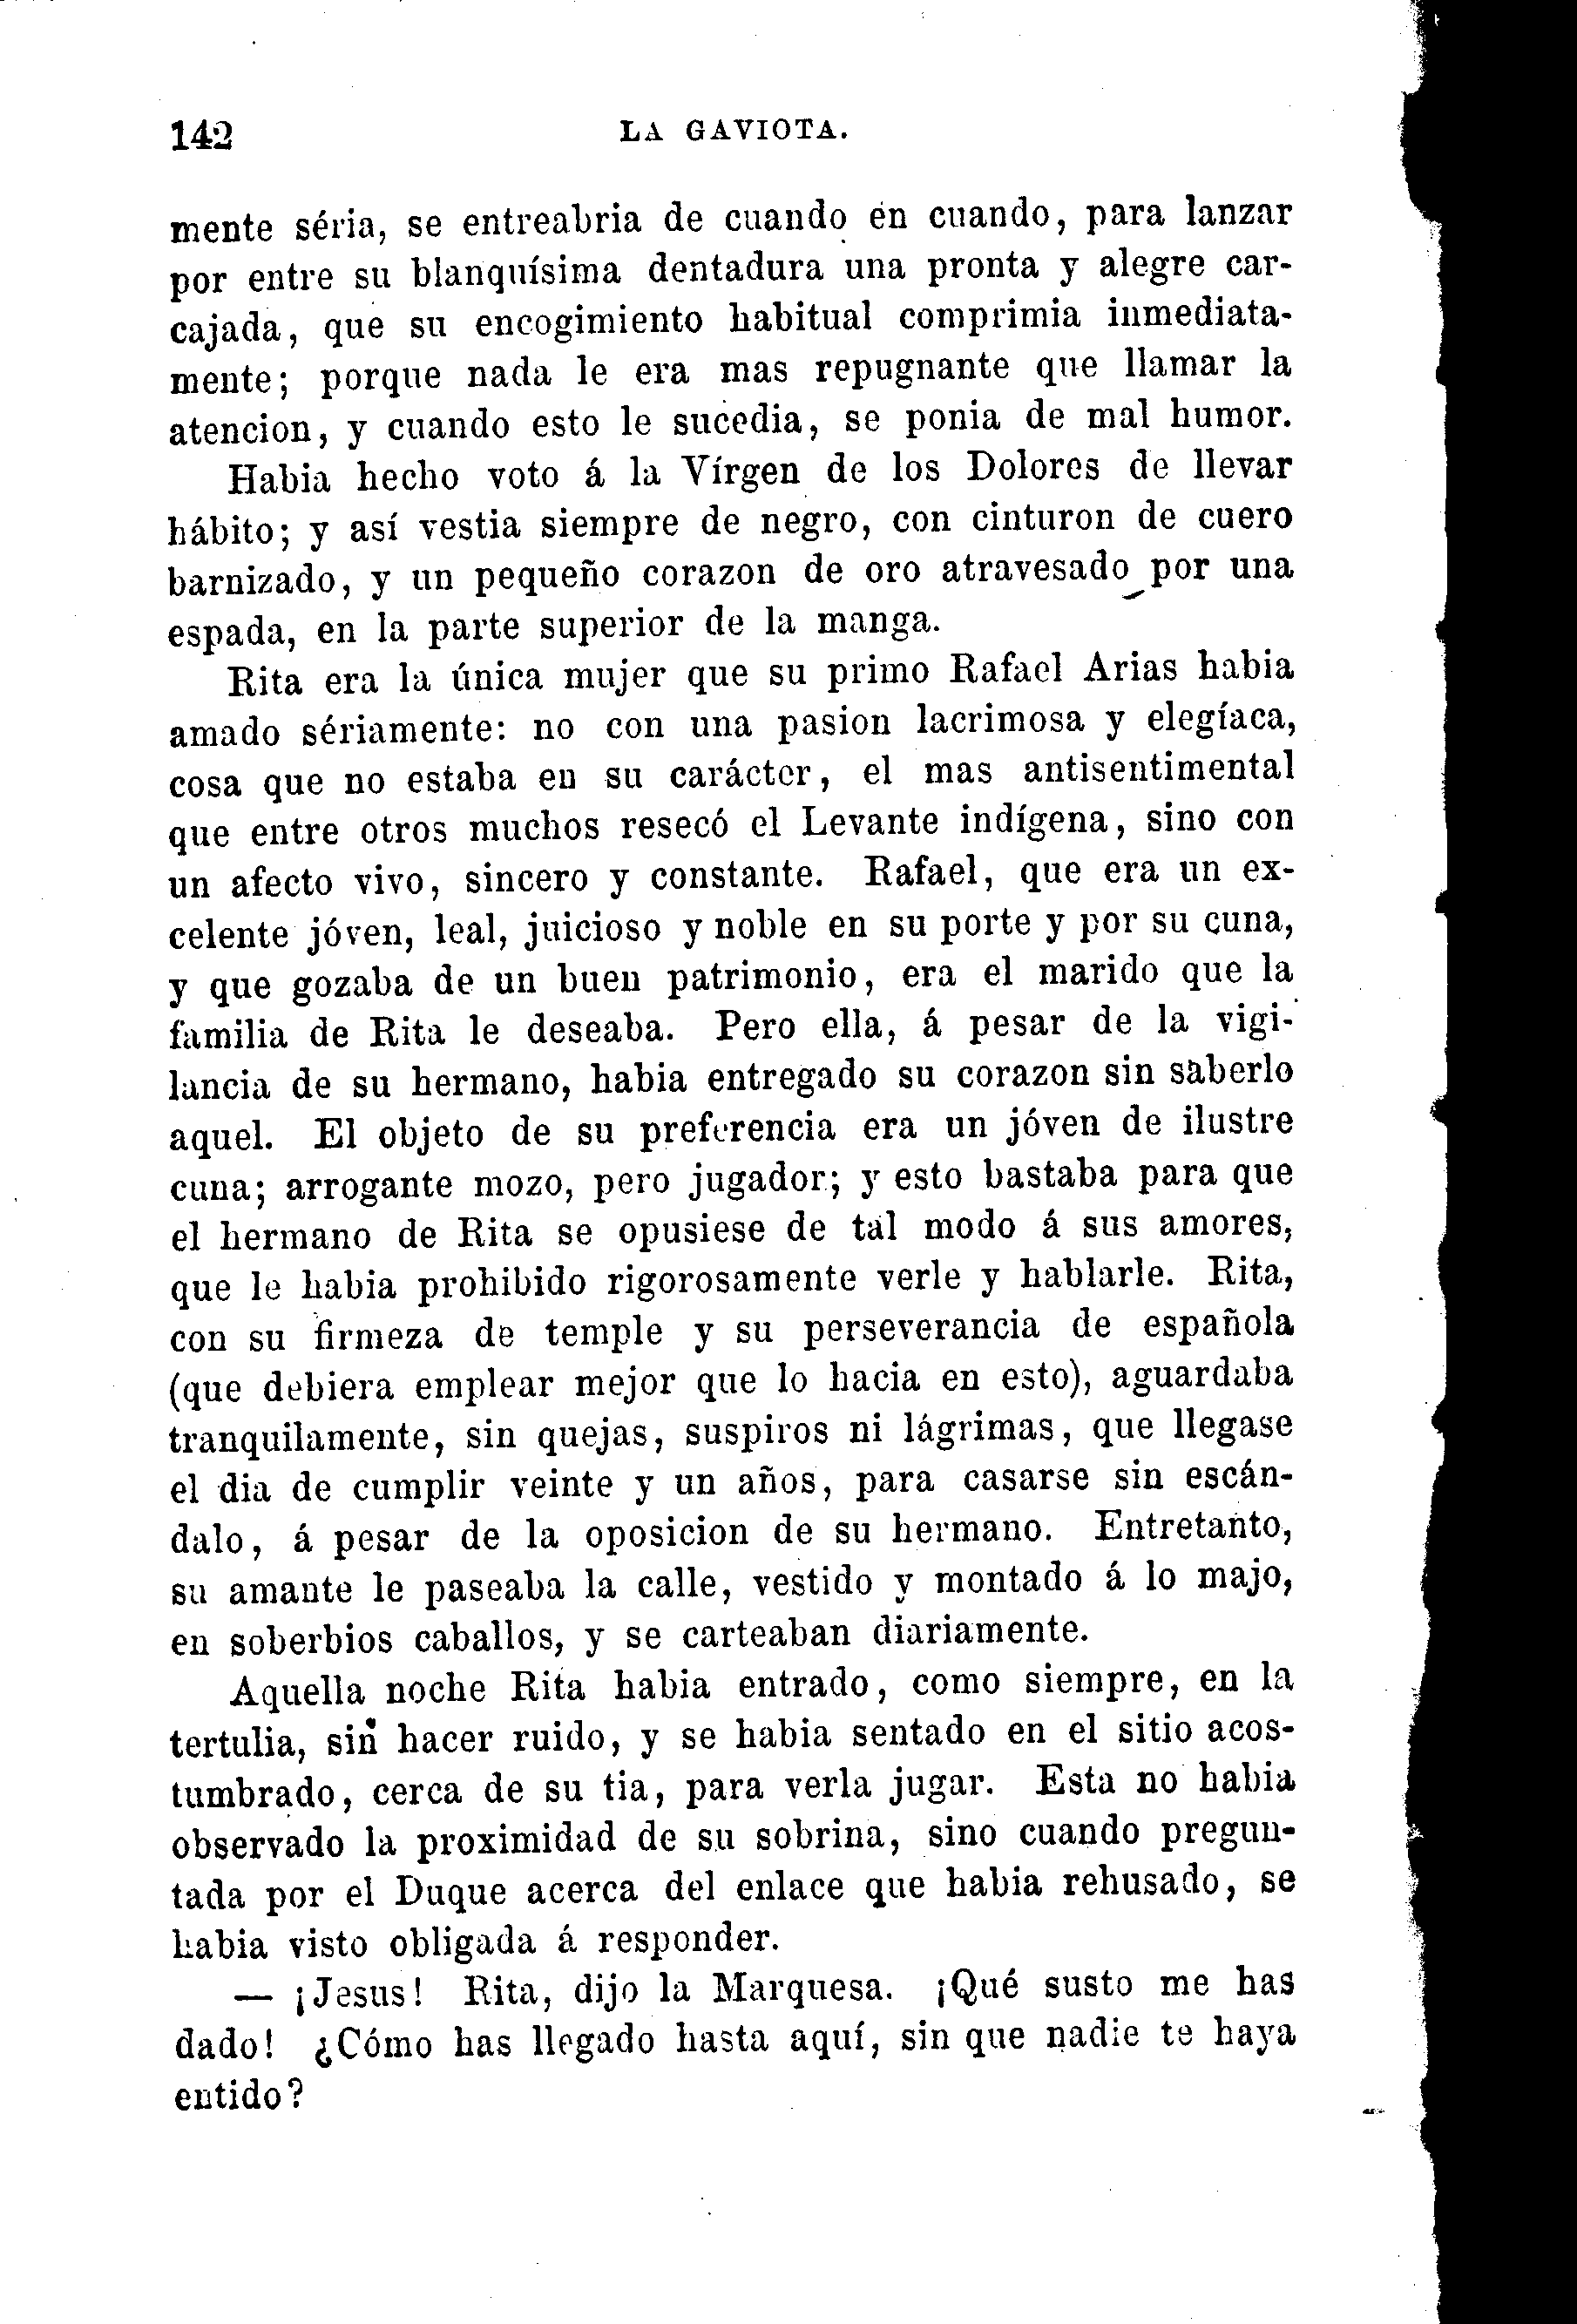 142 LA GAVIOTA.
mente séria, se entreabria de cuando en cuando, para lanzar
por entre su blanquísima dentadura una pronta y alegre car-
cajada, que su encogimiento habitual comprimia inmediata-
mente; porque nada le era mas repugnante que llamar la
atencion, y cuando esto le sucedia, se ponia de mal humor.
Habia hecho voto á la Vírgen de los Dolores de llevar
hábito; y así vestia siempre de negro, con cinturon de cuero
barnizado, y un pequeño corazon de oro atravesado por una
espada, en la parte superior de la manga.
Rita era la única mujer que su primo Rafael Arias habia
amado sériamente: no con una pasion lacrimosa y elegíaca,
cosa que no estaba en su carácter, el mas antisentimental
que entre otros muchos resecó el Levante indígena, sino con
un afecto vivo, sincero y constante. Rafael, que era un ex-
celente jóven, leal, juicioso y noble en su porte y por su cuna,
y que gozaba de un buen patrimonio, era el marido que la
familia de Rita le deseaba. Pero ella, á pesar de la vigi-
lancia de su hermano, habia entregado su corazon sin saberlo
aquel. El objeto de su preferencia era un jóven de ilustre
cuna; arrogante mozo, pero jugador; y esto bastaba para que
el hermano de Rita se opusiese de tal modo á sus amores,
que le habia prohibido rigorosamente verle y hablarle. Rita,
con su firmeza de temple y su perseverancia de española
(que debiera emplear mejor que lo hacia en esto), aguardaba
tranquilamente, sin quejas, suspiros ni lágrimas, que llegase
el dia de cumplir veinte y un años, para casarse sin escán-
dalo, á pesar de la oposicion de su hermano. Entretanto,
su amante le paseaba la calle, vestido y montado á lo majo,
en soberbios caballos, y se carteaban diariamente.
Aquella noche Rita habia entrado, como siempre, en la
tertulia, sin hacer ruido, y se habia sentado en el sitio acos-
tumbrado, cerca de su tia, para verla jugar. Esta no habia
observado la proximidad de su sobrina, sino cuando pregun-
tada por el Duque acerca del enlace que habia rehusado, se
habia visto obligada á responder.
— ¡Jesus! Rita, dijo la Marquesa. ¡Qué susto me has
dado! ¿Cómo has llegado hasta aquí, sin que nadie te haya
entido?